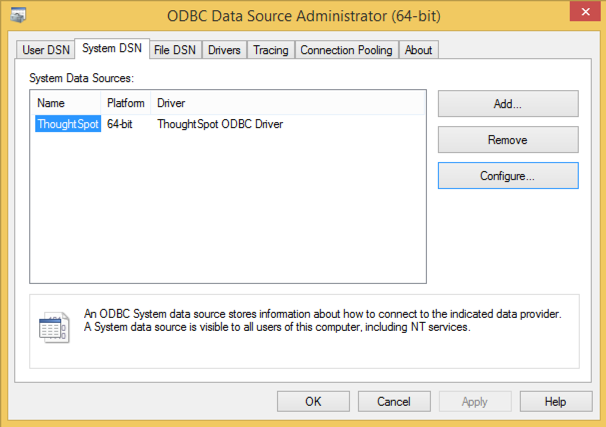 ODBC Data Source Administrator (64-bit)
User DSN System DSN File DSN Drivers Tracing Connection Pooling About
System Data Sources:
Name Platform Driver
ThoughtSpot 64-bit ThoughtSpot ODBC Driver
Add...
Remove
Configure...
An ODBC System data source stores information about how to connect to the indicated data provider.
A System data source is visible to all users of this computer, including NT services.
OK Cancel Apply Help